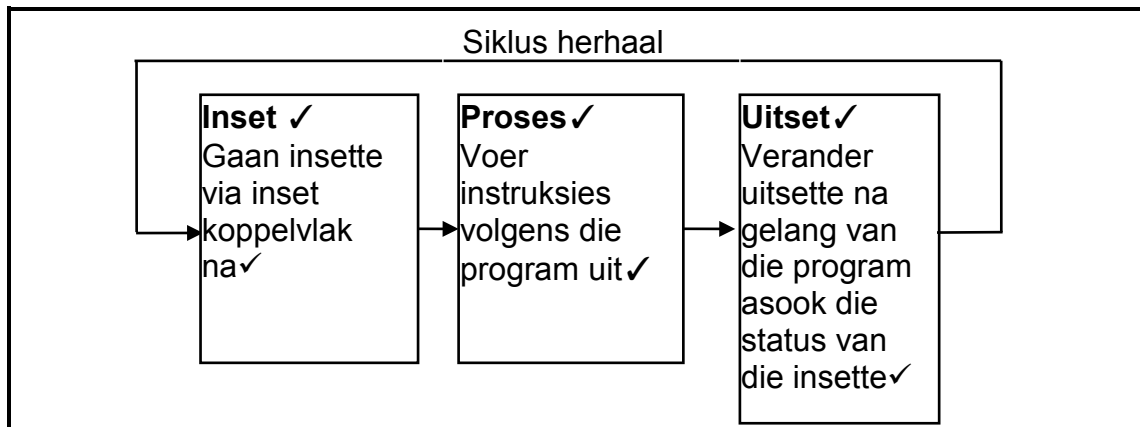 Siklus herhaal
Inset ✓
Gaan insette
via inset
koppelvlak
na✓
Proses✓
Voer
instruksies
volgens die
program uit✓
Uitset✓
Verander
uitsette na
gelang van
die program
asook die
status van
die insette✓